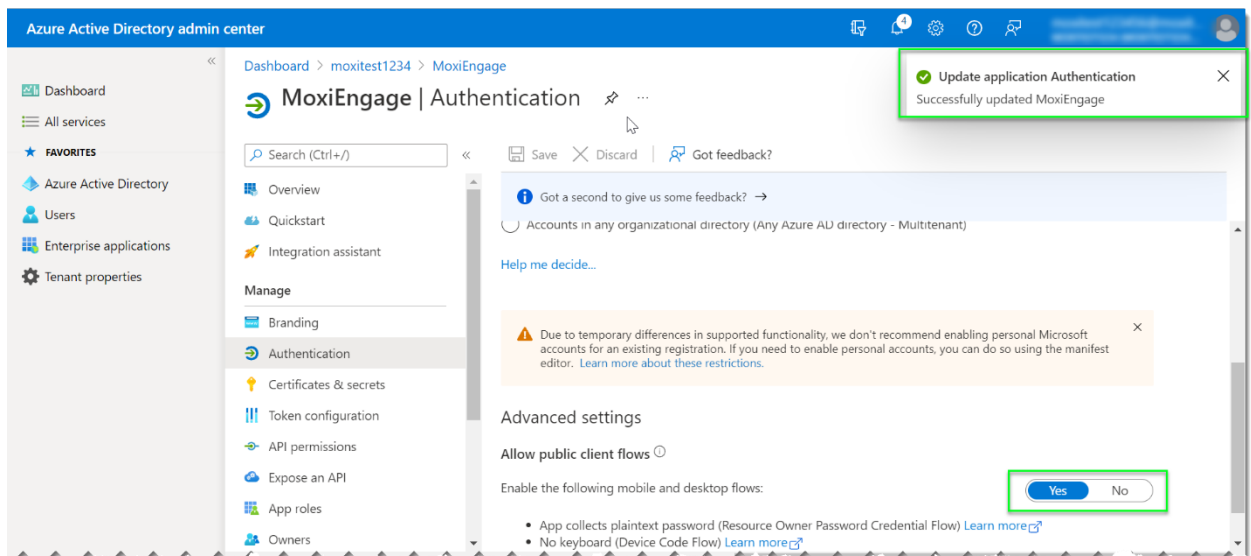 Azure Active Directory admin center
4
Dashboard > moxitest1234 > MoxiEngage
MoxiEngage | Authentication
...
Update application Authentication
Successfully updated MoxiEngage
«
Dashboard
All services
FAVORITES
Azure Active Directory
Users
Enterprise applications
Tenant properties
Search (Ctrl+/)
«
Overview
Quickstart
Integration assistant
Manage
Branding
Authentication
Certificates & secrets
Token configuration
API permissions
Expose an API
App roles
Owners
Save Discard Got feedback?
Got a second to give us some feedback? →
Accounts in any organizational directory (Any Azure AD directory - Multitenant)
Help me decide...
Due to temporary differences in supported functionality, we don't recommend enabling personal Microsoft
accounts for an existing registration. If you need to enable personal accounts, you can do so using the manifest
editor. Learn more about these restrictions.
Advanced settings
Allow public client flows
Enable the following mobile and desktop flows:
Yes No
• App collects plaintext password (Resource Owner Password Credential Flow) Learn more
• No keyboard (Device Code Flow) Learn more